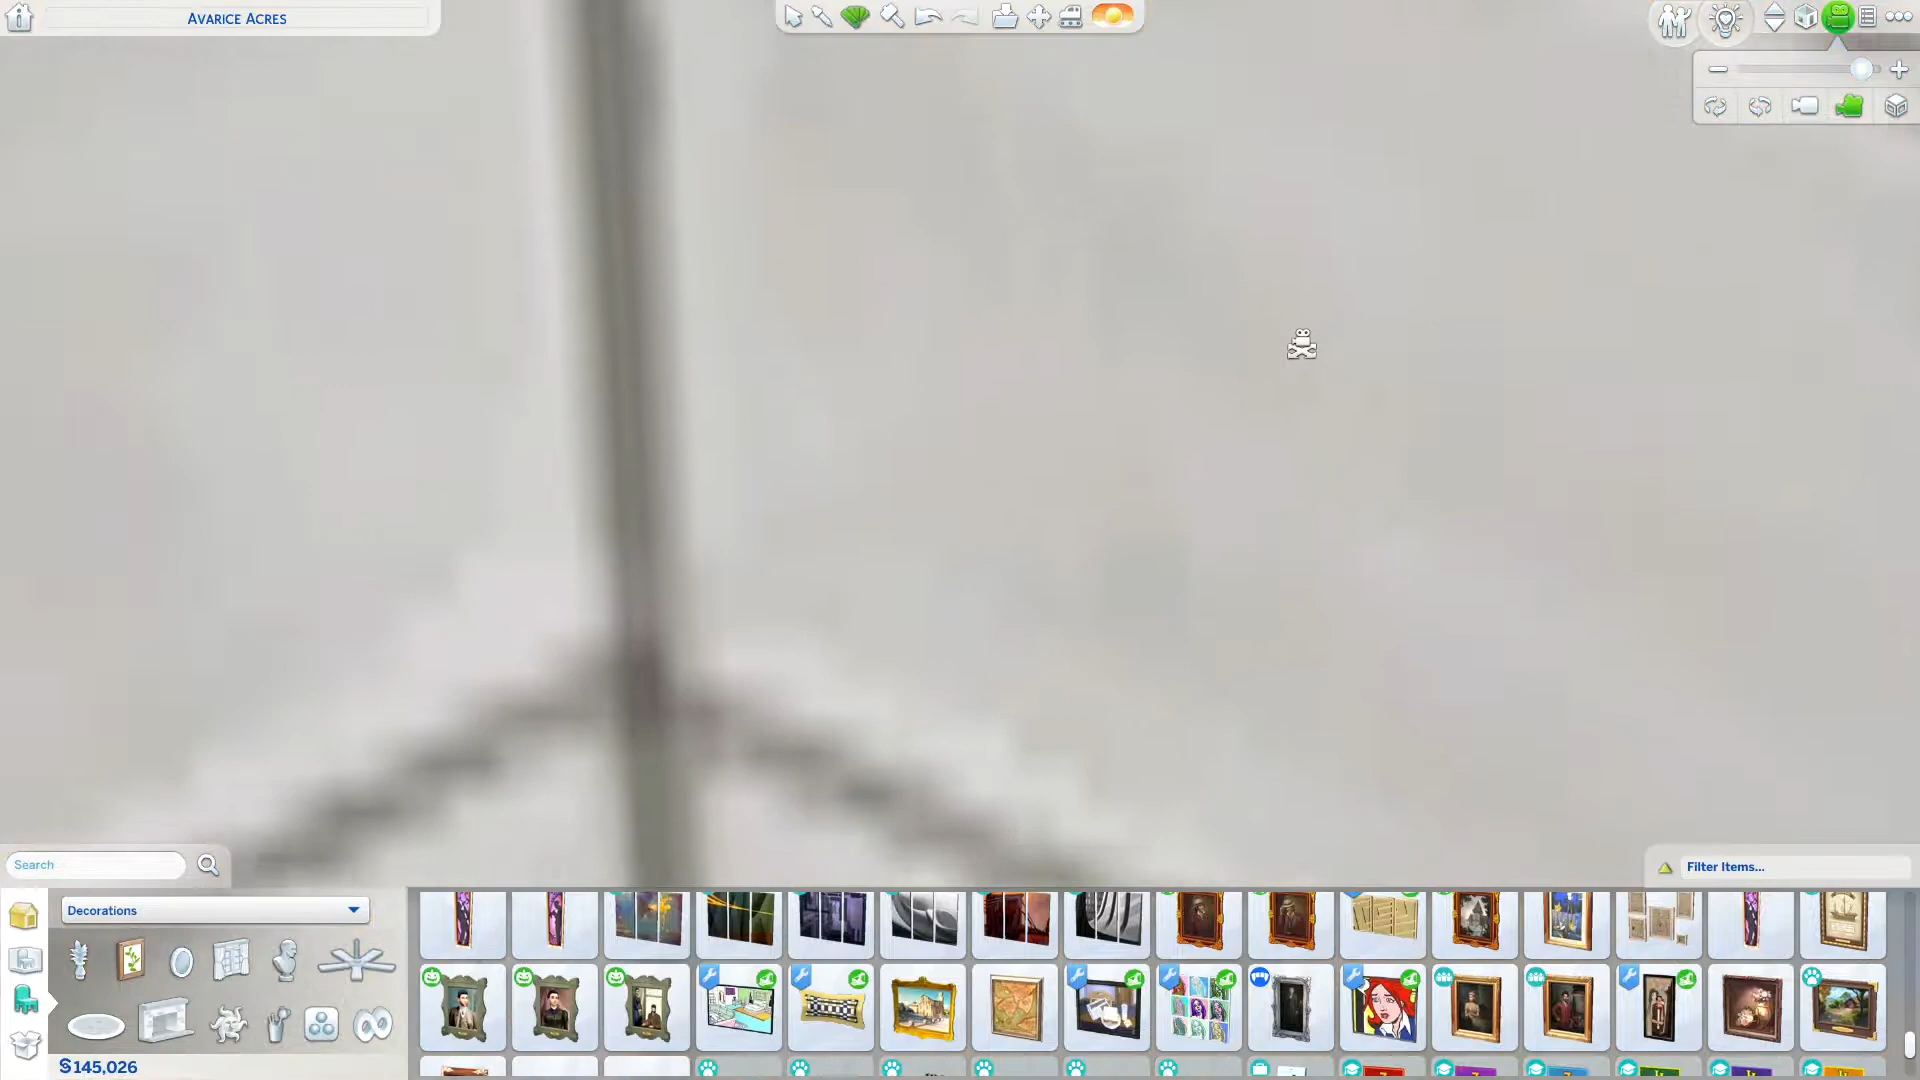 AVARICE ACRES
Search
Filter Items...
Decorations
§145,026